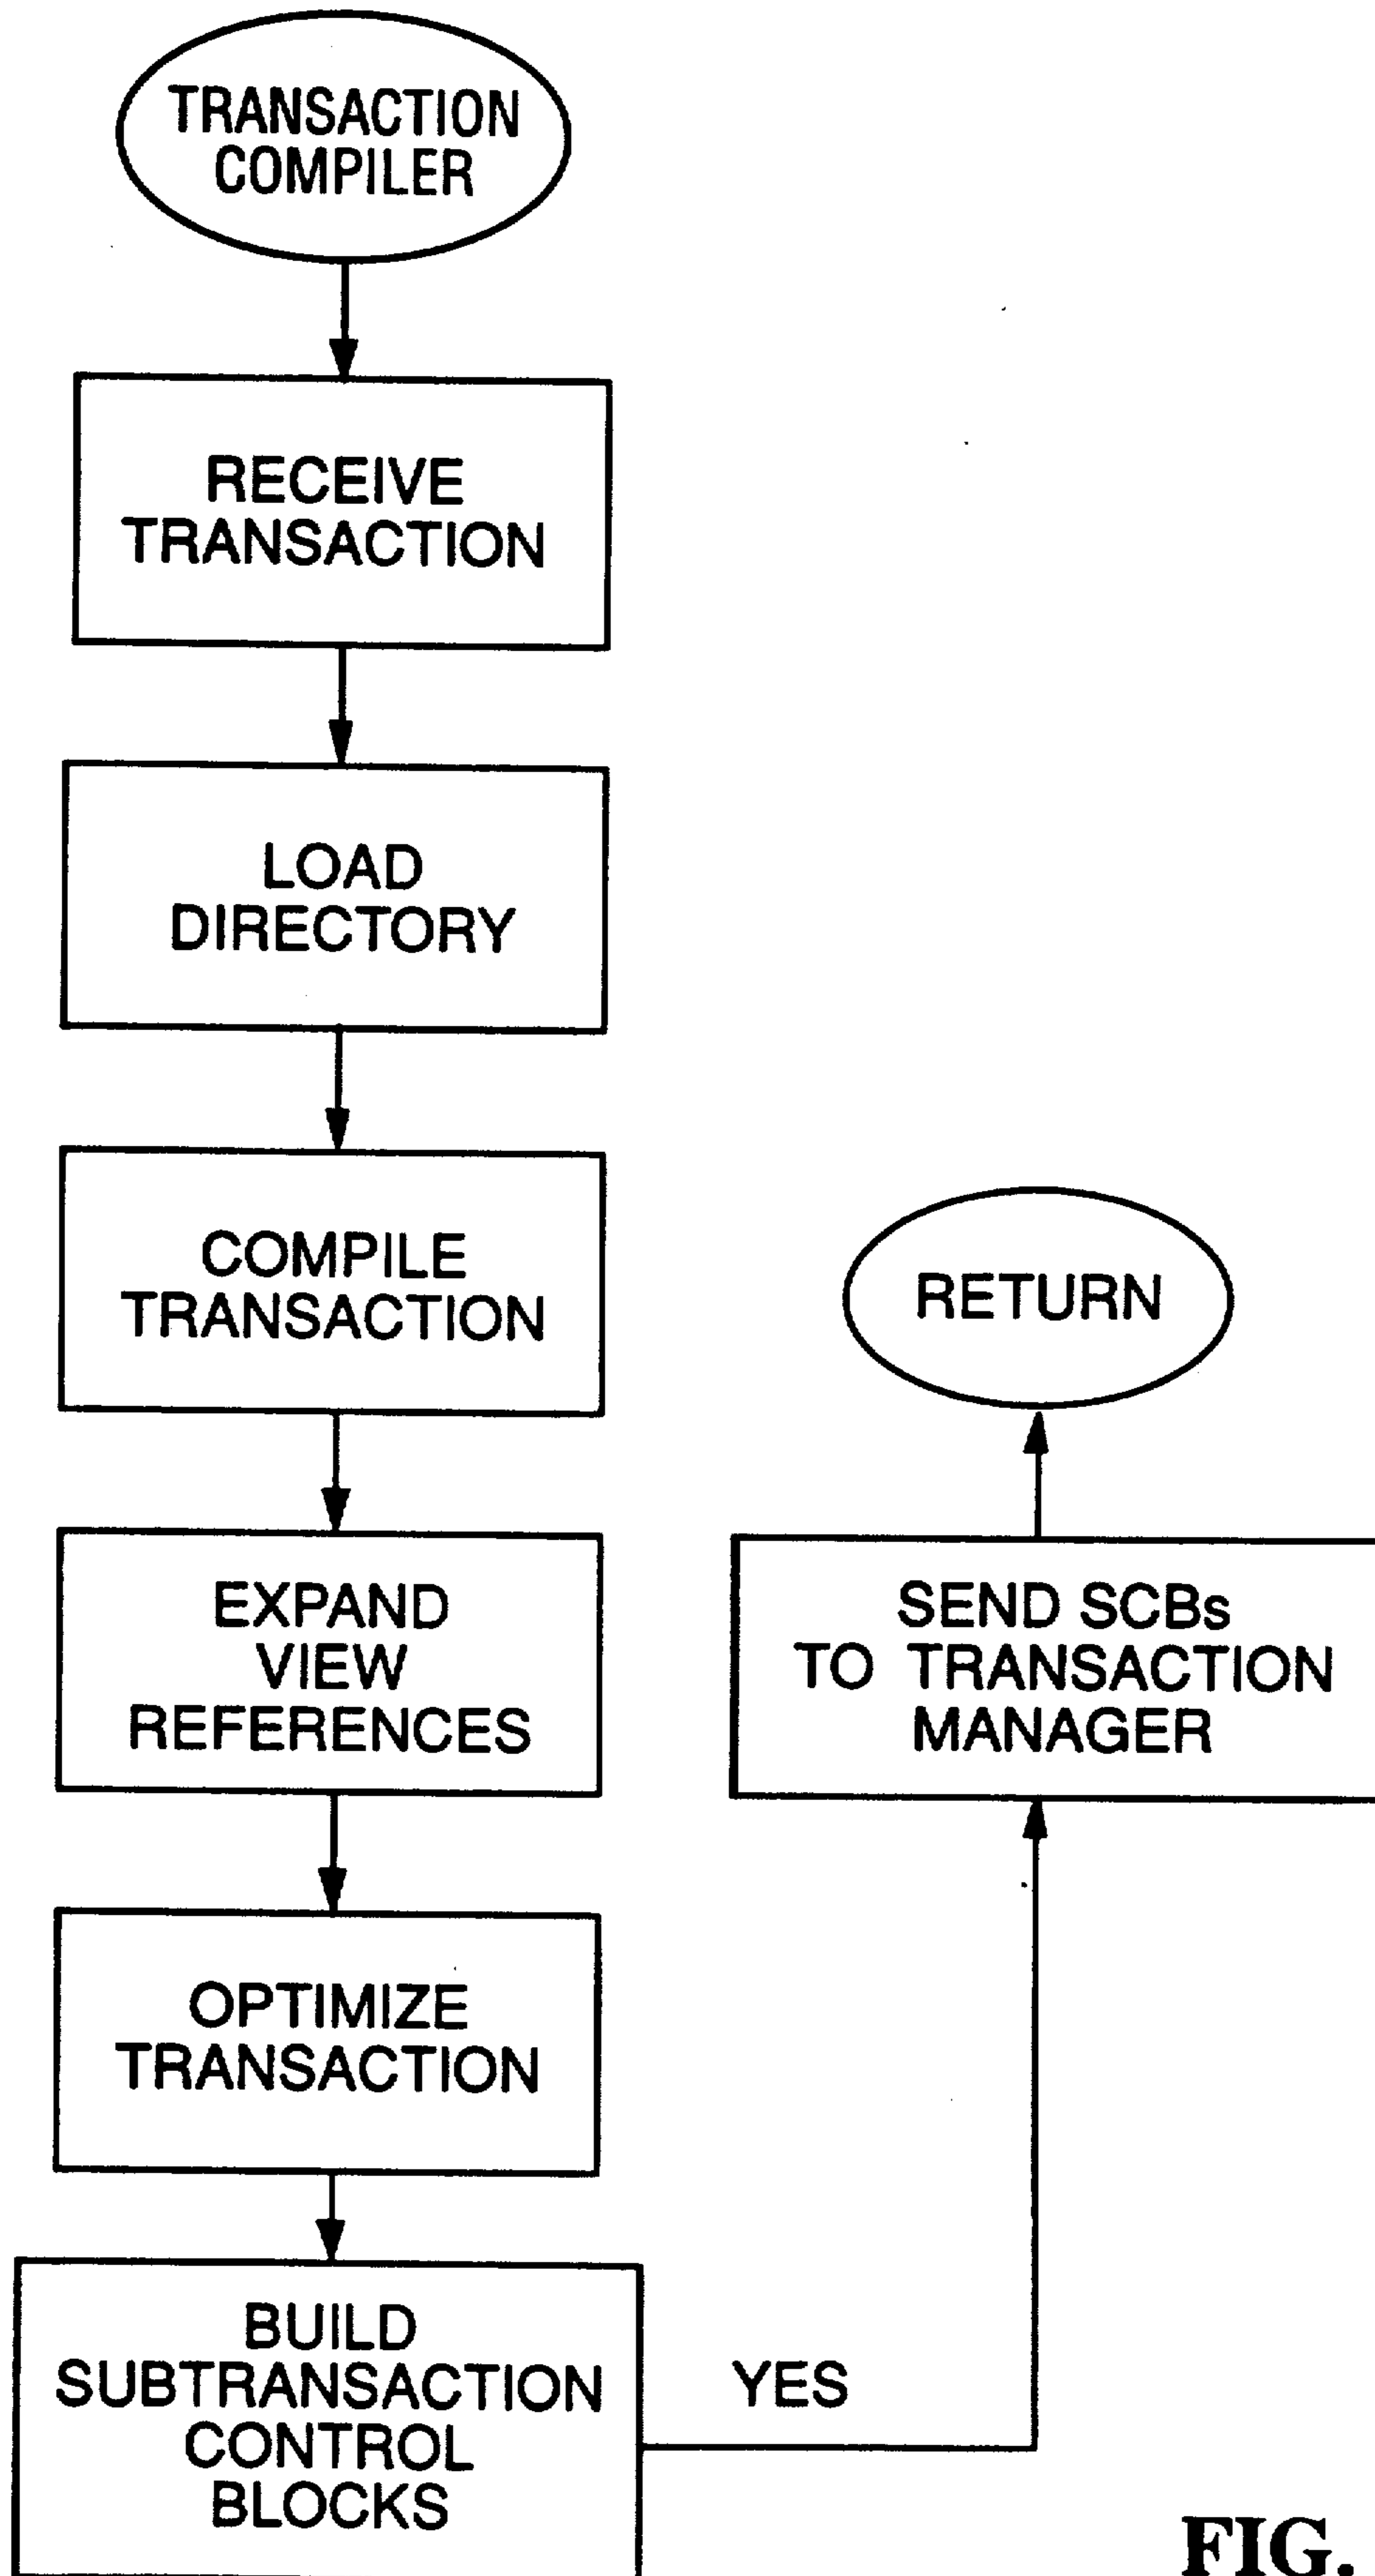 TRANSACTION
COMPILER
RECEIVE
TRANSACTION
LOAD
DIRECTORY
COMPILE
TRANSACTION
EXPAND
VIEW
REFERENCES
OPTIMIZE
TRANSACTION
BUILD
SUBTRANSACTION
CONTROL
BLOCKS
YES
SEND SCBs
TO TRANSACTION
MANAGER
RETURN
FIG.